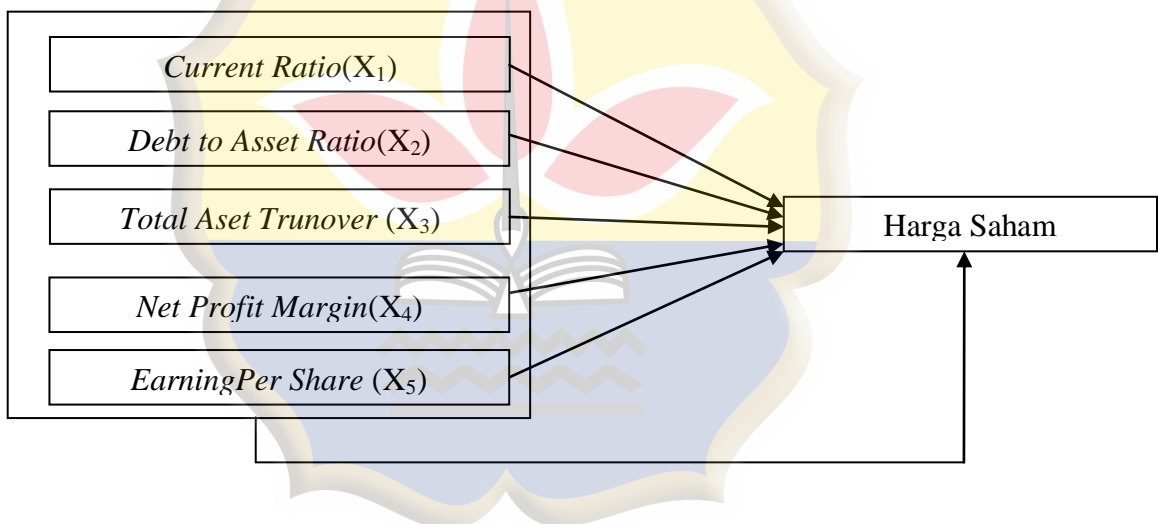 Current Ratio(X₁)
Debt to Asset Ratio(X₂)
Total Aset Trunover (X₃)
Harga Saham
Net Profit Margin(X₄)
EarningPer Share (X₅)